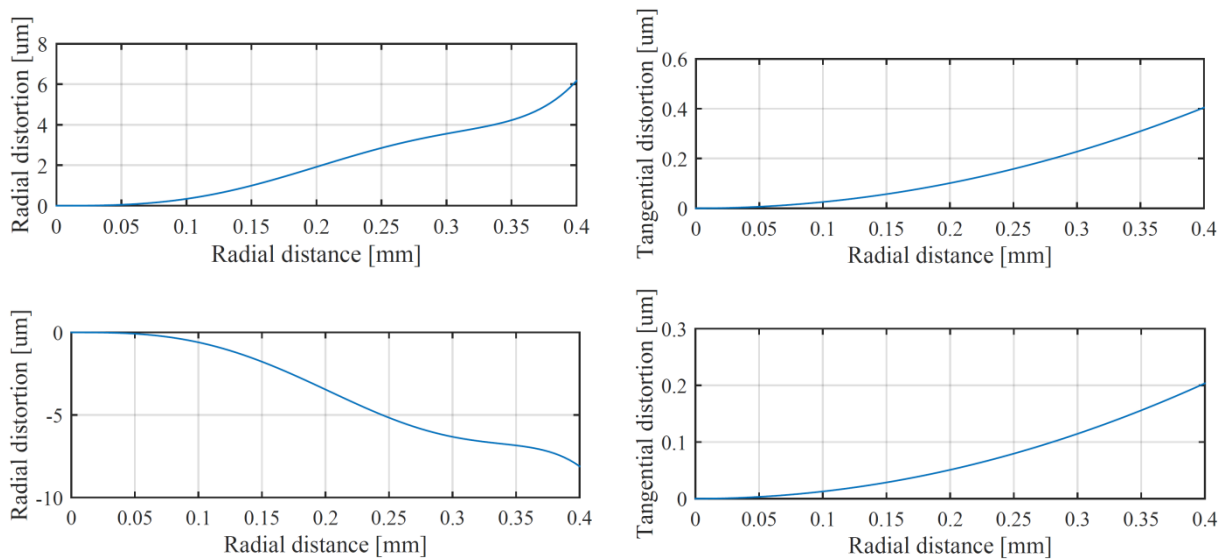 Radial distortion [um]
8
6
4
2
0
0 0.05 0.1 0.15 0.2 0.25 0.3 0.35 0.4
Radial distance [mm]
Tangential distortion [um]
0.6
0.4
0.2
0
0 0.05 0.1 0.15 0.2 0.25 0.3 0.35 0.4
Radial distance [mm]
Radial distortion [um]
0
-5
-10
0 0.05 0.1 0.15 0.2 0.25 0.3 0.35 0.4
Radial distance [mm]
Tangential distortion [um]
0.3
0.2
0.1
0
0 0.05 0.1 0.15 0.2 0.25 0.3 0.35 0.4
Radial distance [mm]